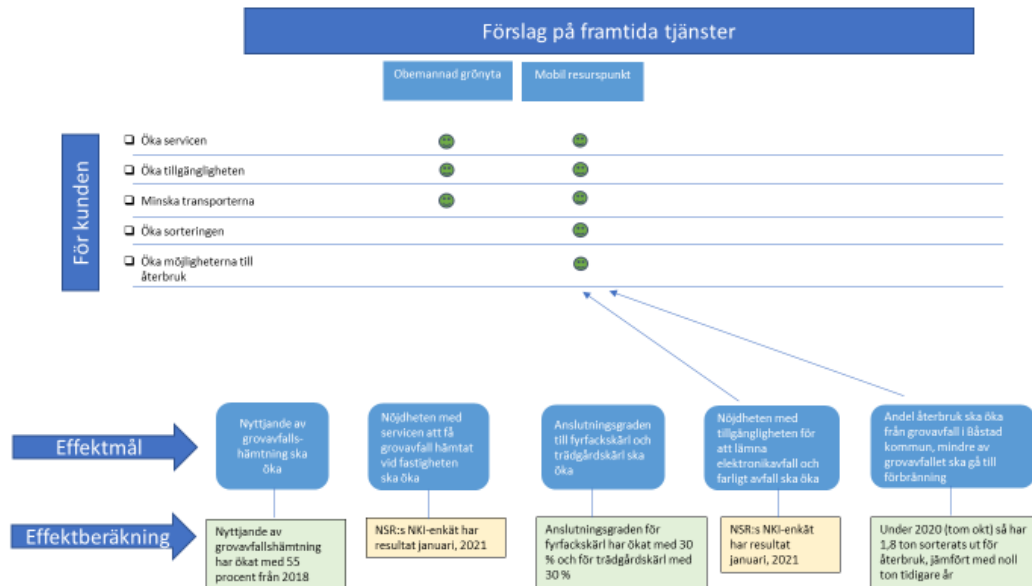 Förslag på framtida tjänster
Obemannad grönyta
Mobil resurspunkt
För kunden
Öka servicen
Öka tillgängligheten
Minska transporterna
Öka sorteringen
Öka möjligheterna till
återbruk
Effektmål
Nyttjande av
grovavfalls-
hämtning ska
öka
Nöjdheten med
servicen att få
grovavfall hämtat
vid fastigheten
ska öka
Anslutningsgraden
till fyrfackskärl och
trädgårdskärl ska
öka
Nöjdheten med
tillgängligheten för
att lämna
elektronikavfall och
farligt avfall ska öka
Andel återbruk ska öka
från grovavfall i Båstad
kommun, mindre av
grovavfallet ska gå till
förbränning
Effektberäkning
Nyttjande av
grovavfallshämtning
har ökat med 55
procent från 2018
NSR:s NKI-enkät har
resultat januari, 2021
Anslutningsgraden för
fyrfackskärl har ökat med 30
% och för trädgårdskärl med
30 %
NSR:s NKI-enkät
har resultat
januari, 2021
Under 2020 (tom okt) så har
1,8 ton sorterats ut för
återbruk, jämfört med noll
ton tidigare år